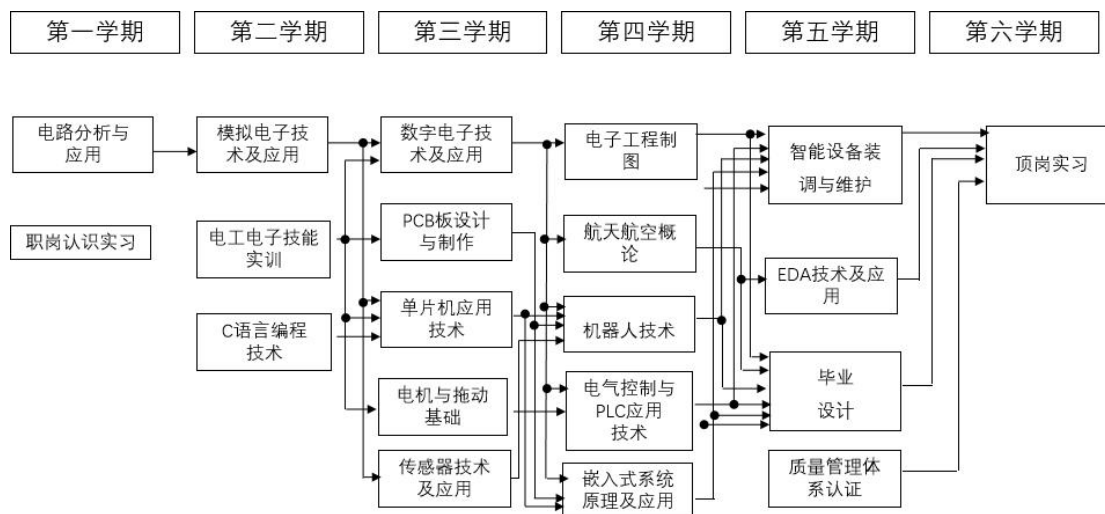 第一学期
第二学期
第三学期
第四学期
第五学期
第六学期
电路分析与
应用
职岗认识实习
模拟电子技
术及应用
电工电子技能
实训
C语言编程
技术
数字电子技
术及应用
PCB板设计
与制作
单片机应用
技术
电机与拖动
基础
传感器技术
及应用
电子工程制
图
航天航空概
论
机器人技术
电气控制与
PLC应用
技术
嵌入式系统
原理及应用
智能设备装
调与维护
EDA技术及应
用
毕业
设计
质量管理体
系认证
顶岗实习